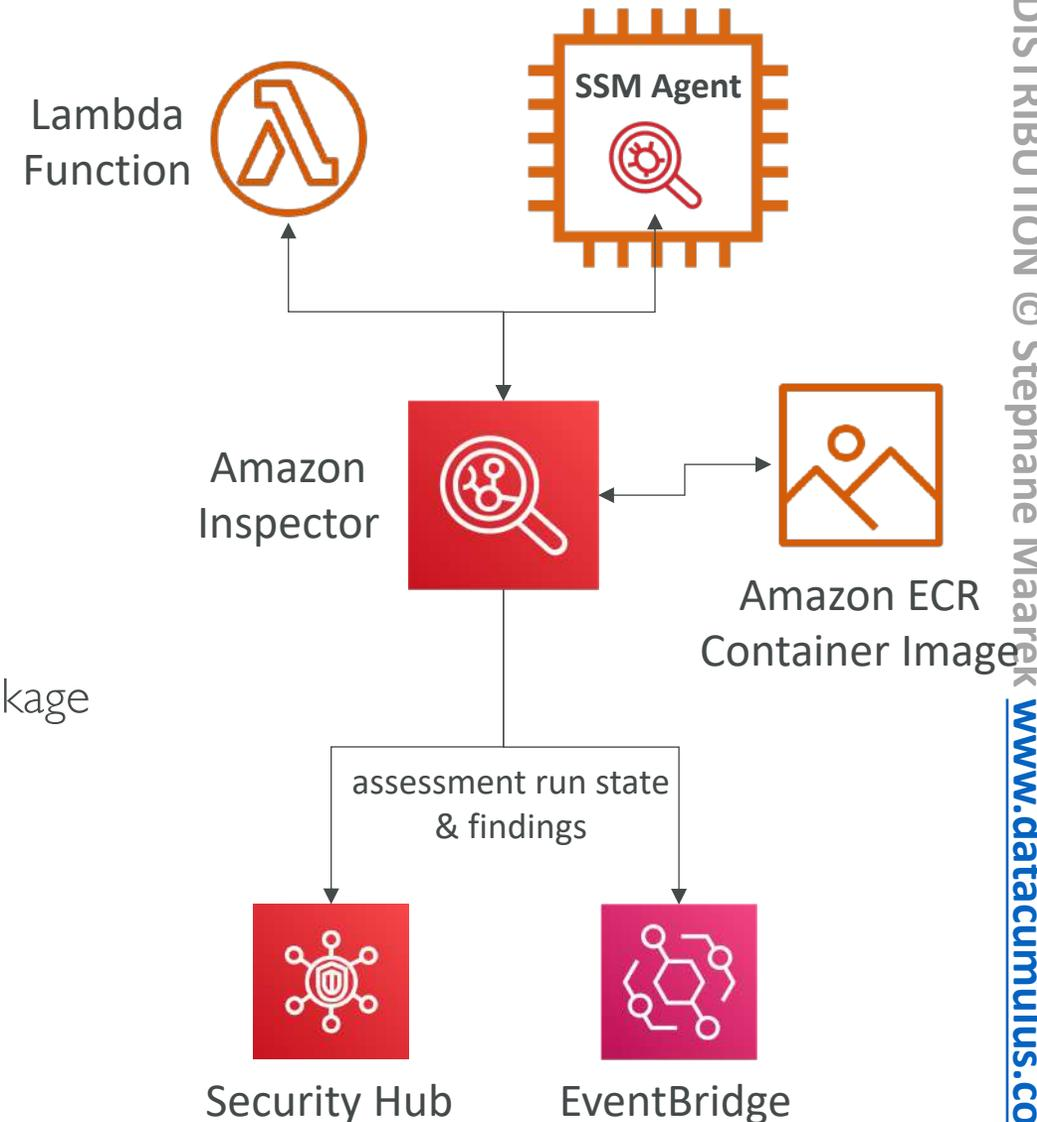 Lambda
Function
SSM Agent
Amazon
Inspector
Amazon ECR
Container Image
kage
assessment run state
& findings
Security Hub
EventBridge
DISTRIBUTION © Stephane Maarek www.datacumulus.co